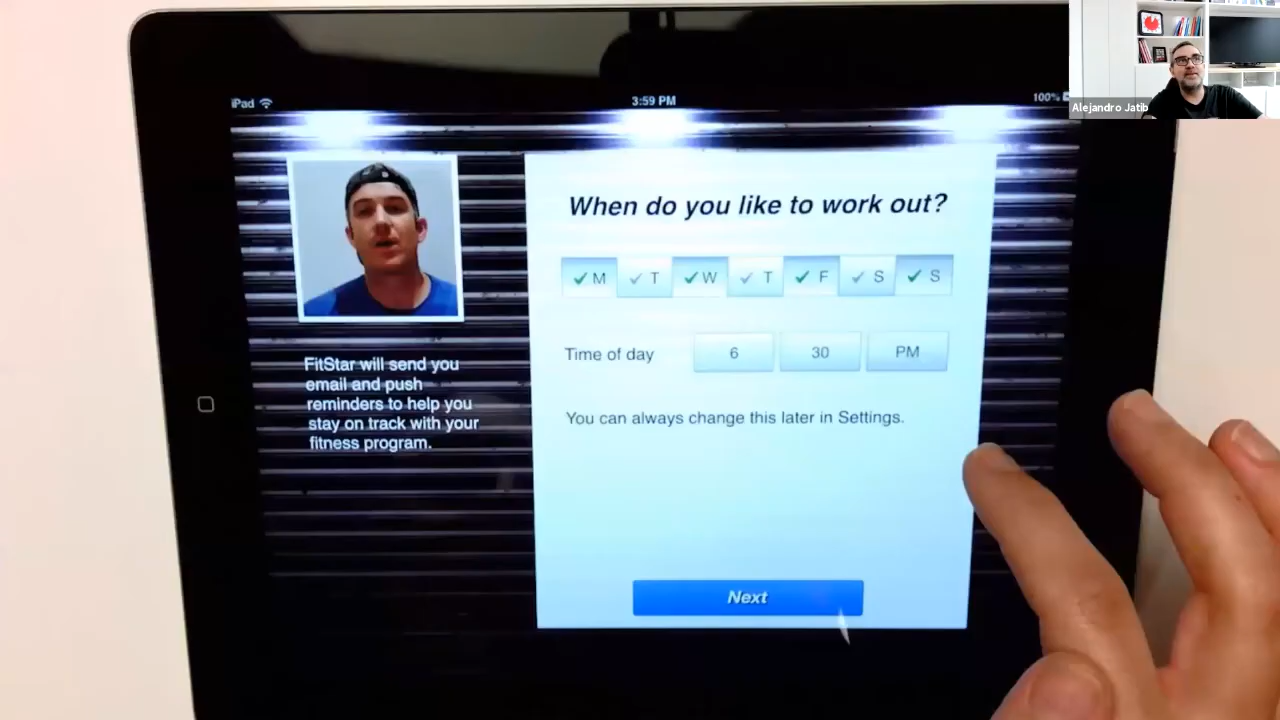 iPad
3:59 PM
100%
Alejandro Jatib
When do you like to work out?
M T W T F S S
Time of day 6 30 PM
You can always change this later in Settings.
Next
FitStar will send you
email and push
reminders to help you
stay on track with your
fitness program.